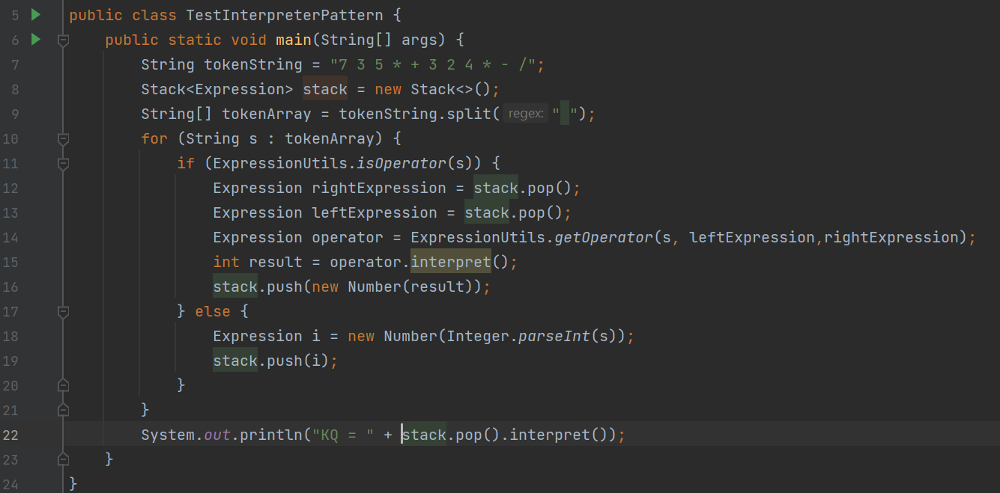 5 public class TestInterpreterPattern {
6 public static void main(String[] args) {
7 String tokenString = "7 3 5 * + 3 2 4 * - /";
8 Stack<Expression> stack = new Stack<>();
9 String[] tokenArray = tokenString.split( regex: " ");
10 for (String s : tokenArray) {
11 if (ExpressionUtils.isOperator(s)) {
12 Expression rightExpression = stack.pop();
13 Expression leftExpression = stack.pop();
14 Expression operator = ExpressionUtils.getOperator(s, leftExpression,rightExpression);
15 int result = operator.interpret();
16 stack.push(new Number(result));
17 } else {
18 Expression i = new Number(Integer.parseInt(s));
19 stack.push(i);
20 }
21 }
22 System.out.println("KQ = " + stack.pop().interpret());
23 }
24 }